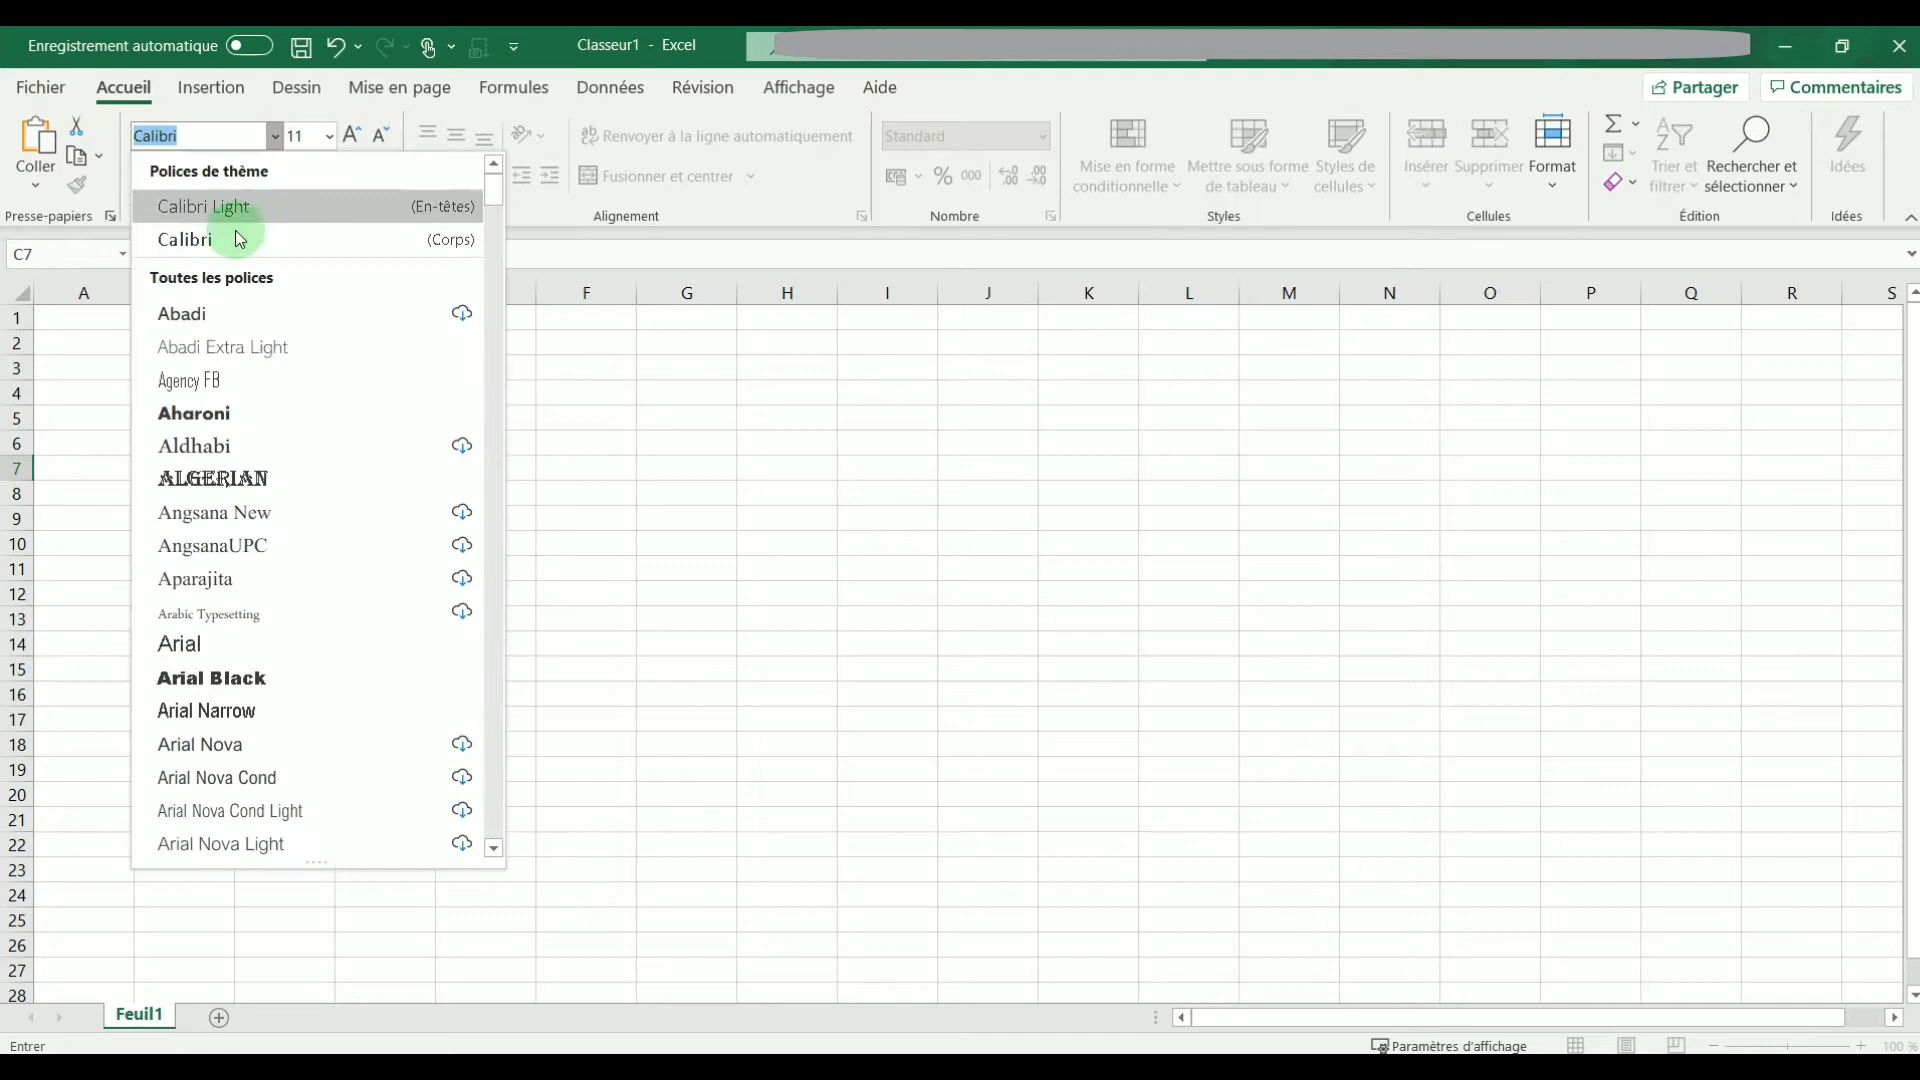 Enregistrement automatique
Classeur1 - Excel
Fichier Accueil Insertion Dessin Mise en page Formules Données Révision Affichage Aide Partager Commentaires
Coller
Presse-papiers
Calibri 11
Renvoyer à la ligne automatiquement
Fusionner et centrer
Alignement
Standard
% 000
Nombre
Mise en forme conditionnelle
Mettre sous forme de tableau
Styles de cellules
Styles
Insérer Supprimer Format
Cellules
Trier et filtrer
Rechercher et sélectionner
Édition
Idées
Idées
C7
Polices de thème
Calibri Light (En-têtes)
Calibri (Corps)
Toutes les polices
Abadi
Abadi Extra Light
Agency FB
Aharoni
Aldhabi
ALGERIAN
Angsana New
AngsanaUPC
Aparajita
Arabic Typesetting
Arial
Arial Black
Arial Narrow
Arial Nova
Arial Nova Cond
Arial Nova Cond Light
Arial Nova Light
A F G H I J K L M N O P Q R S
1
2
3
4
5
6
7
8
9
10
11
12
13
14
15
16
17
18
19
20
21
22
23
24
25
26
27
28
Feuil1
Entrer
Paramètres d'affichage
100 %